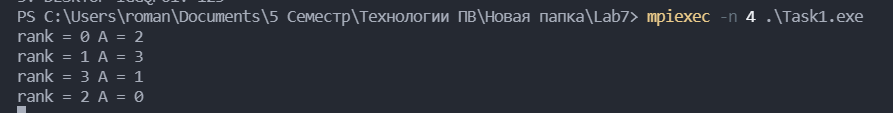 PS C:\Users\roman\Documents\5 Семестр\Технологии ПВ\Новая папка\Lab7> mpiexec -n 4 .\Task1.exe
rank = 0 A = 2
rank = 1 A = 3
rank = 3 A = 1
rank = 2 A = 0